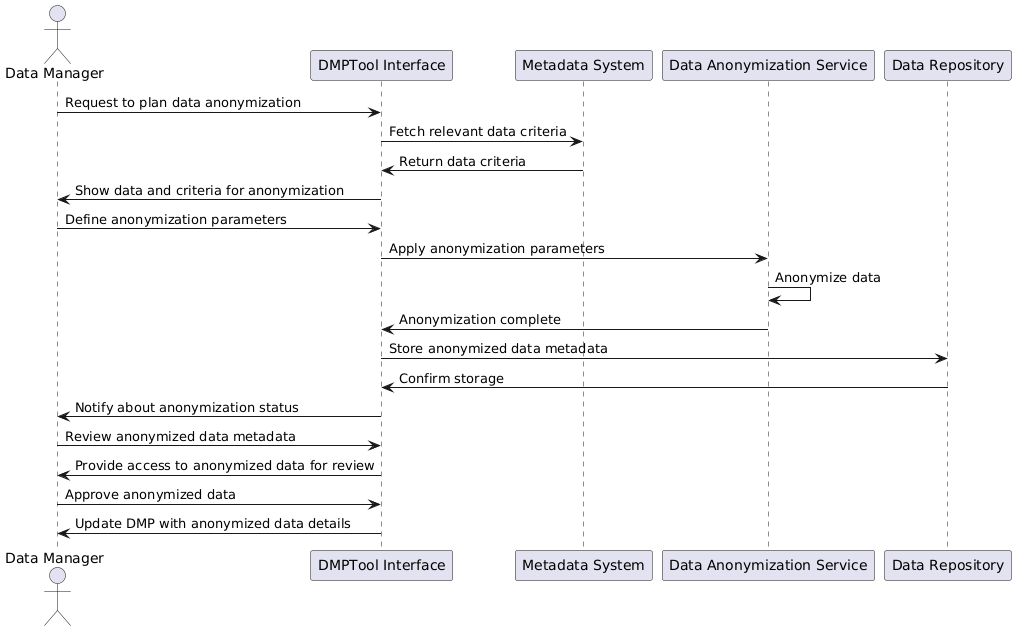 Data Manager
DMPTool Interface
Metadata System
Data Anonymization Service
Data Repository
Request to plan data anonymization
Fetch relevant data criteria
Return data criteria
Show data and criteria for anonymization
Define anonymization parameters
Apply anonymization parameters
Anonymize data
Anonymization complete
Store anonymized data metadata
Confirm storage
Notify about anonymization status
Review anonymized data metadata
Provide access to anonymized data for review
Approve anonymized data
Update DMP with anonymized data details
Data Manager
DMPTool Interface
Metadata System
Data Anonymization Service
Data Repository